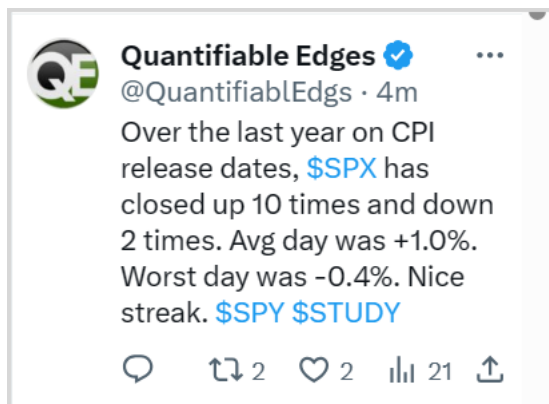 QE
Quantifiable Edges
@QuantifiablEdgs · 4m
Over the last year on CPI
release dates, $SPX has
closed up 10 times and down
2 times. Avg day was +1.0%.
Worst day was -0.4%. Nice
streak. $SPY $STUDY
2 2 21